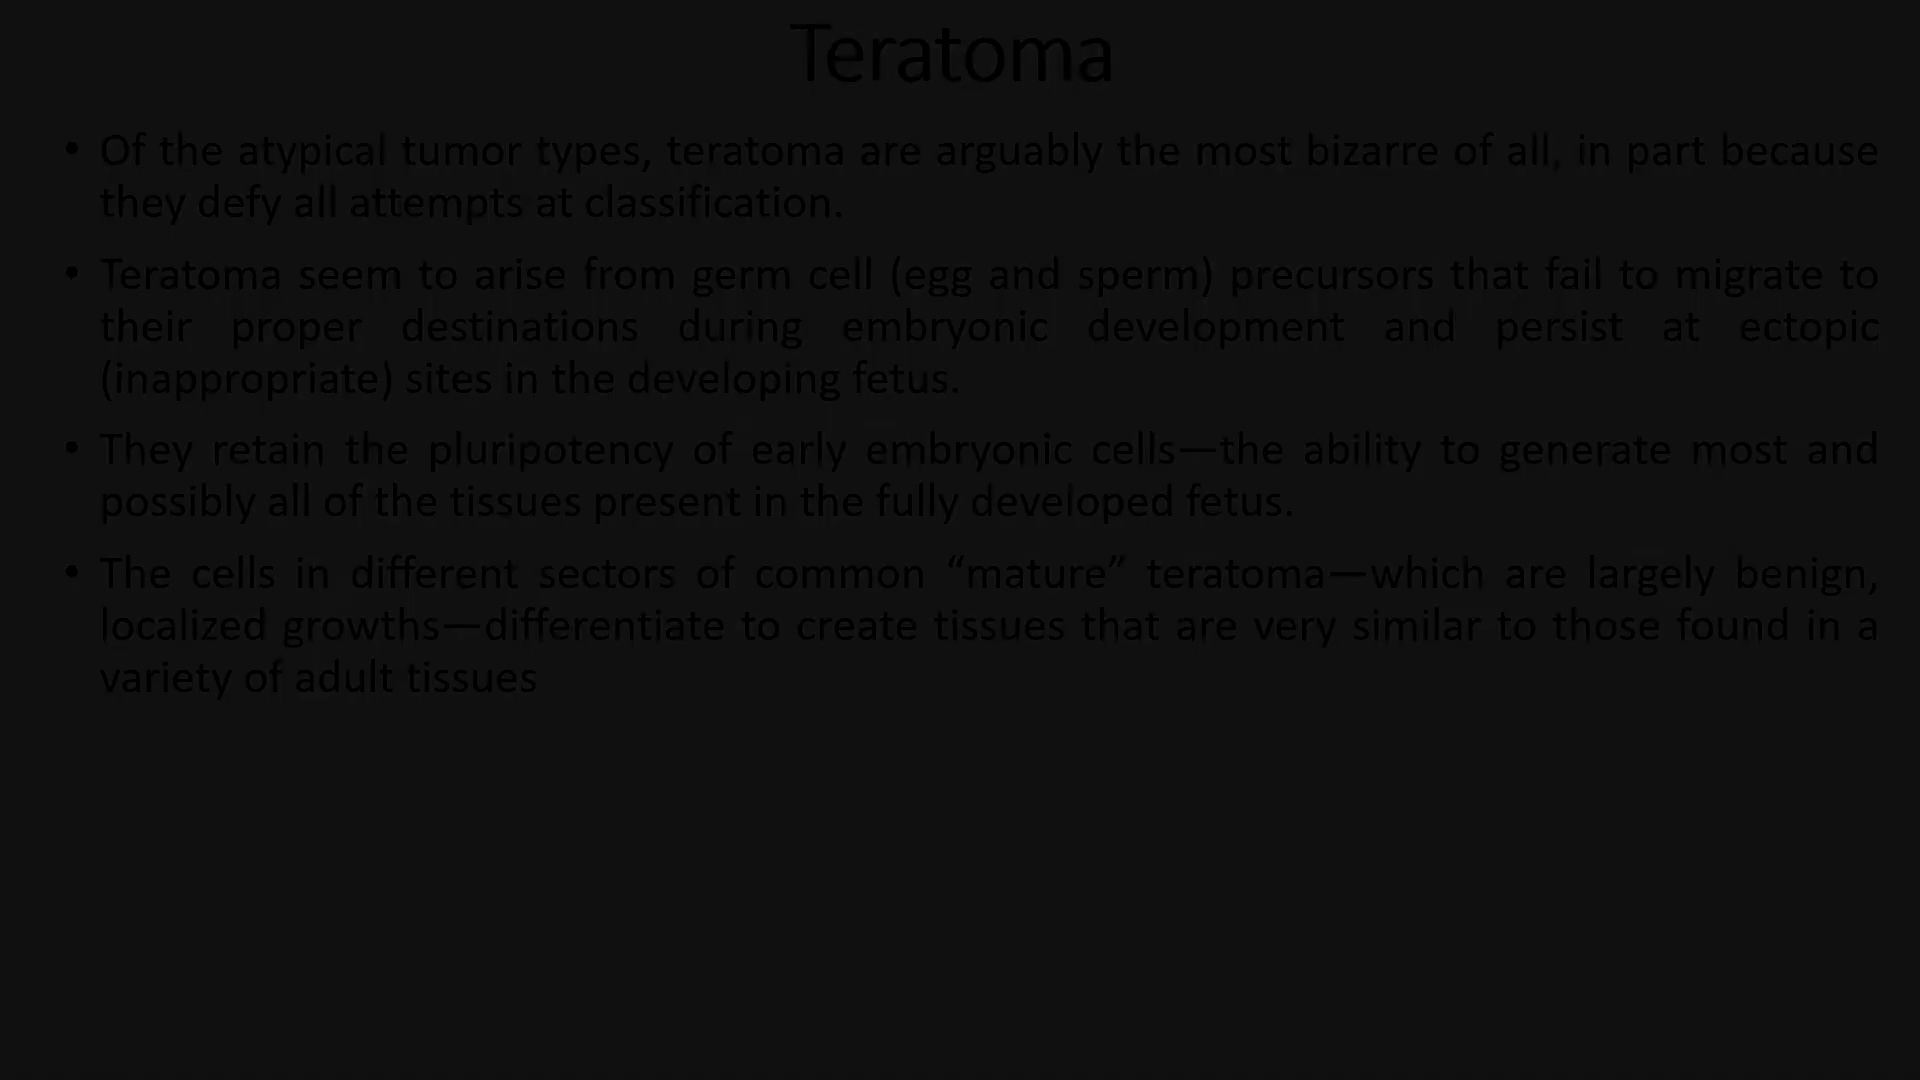 Teratoma
• Of the atypical tumor types, teratoma are arguably the most bizarre of all, in part because
they defy all attempts at classification.
• Teratoma seem to arise from germ cell (egg and sperm) precursors that fail to migrate to
their proper destinations during embryonic development and persist at ectopic
(inappropriate) sites in the developing fetus.
• They retain the pluripotency of early embryonic cells—the ability to generate most and
possibly all of the tissues present in the fully developed fetus.
• The cells in different sectors of common “mature” teratoma—which are largely benign,
localized growths—differentiate to create tissues that are very similar to those found in a
variety of adult tissues